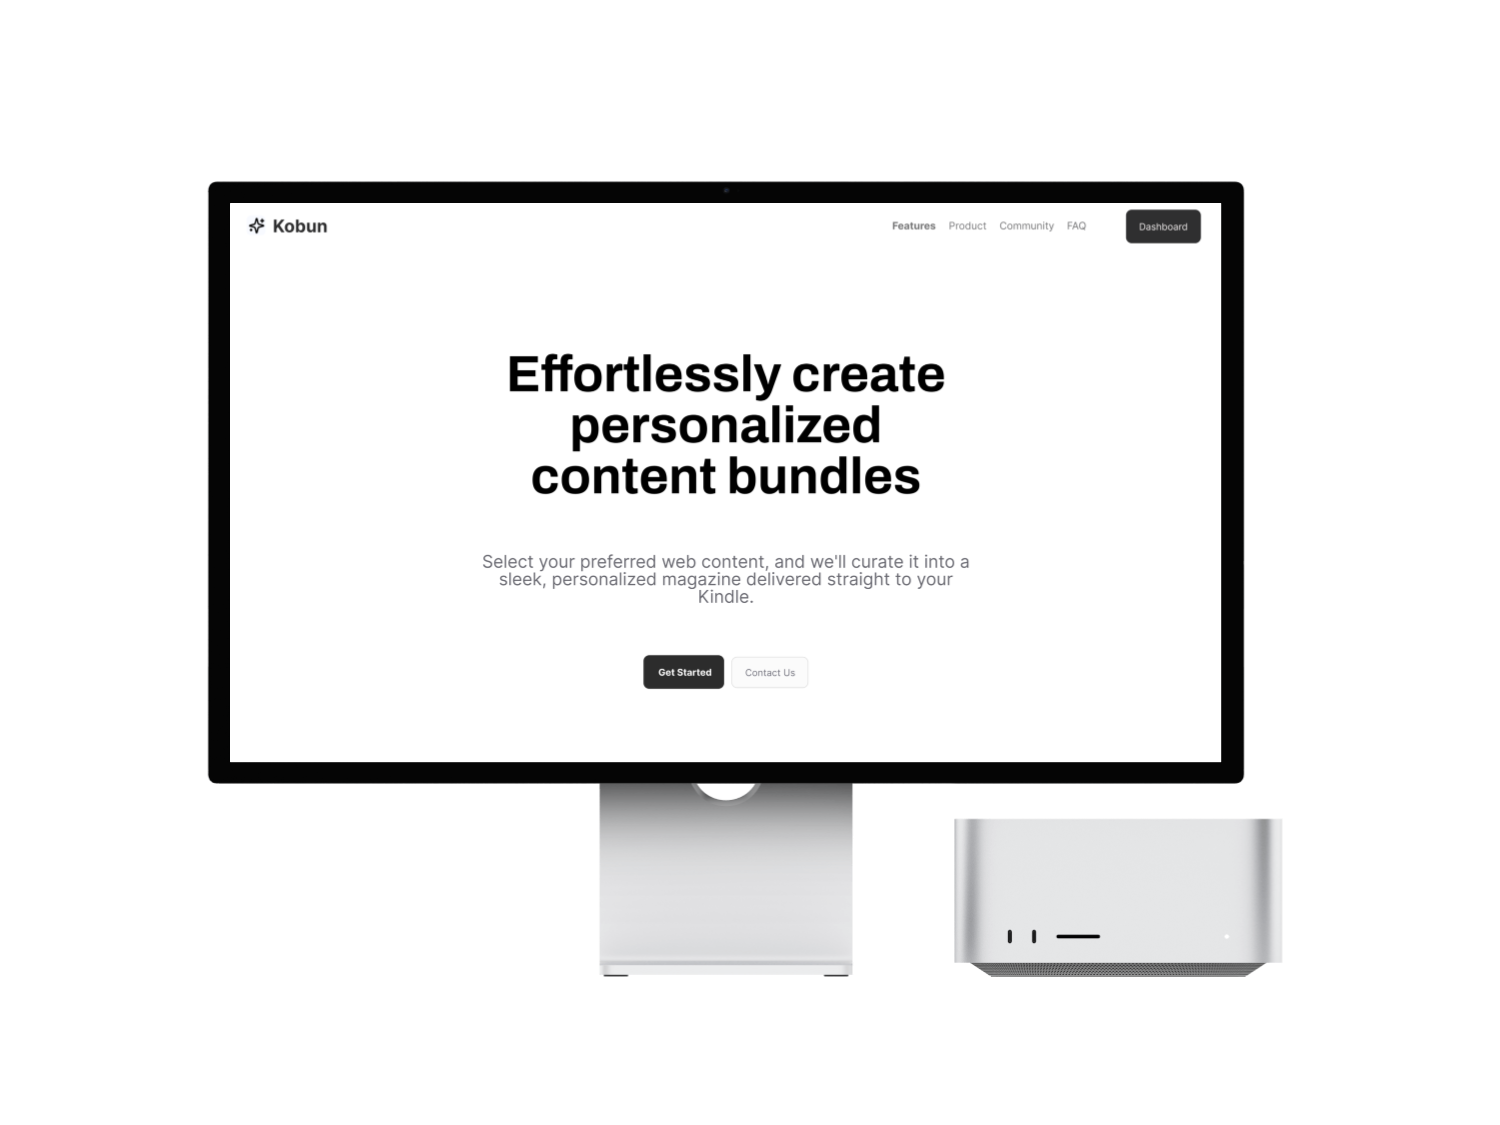 Kobun
Features Product Community FAQ Dashboard
Effortlessly create
personalized
content bundles
Select your preferred web content, and we'll curate it into a
sleek, personalized magazine delivered straight to your
Kindle.
Get Started Contact Us